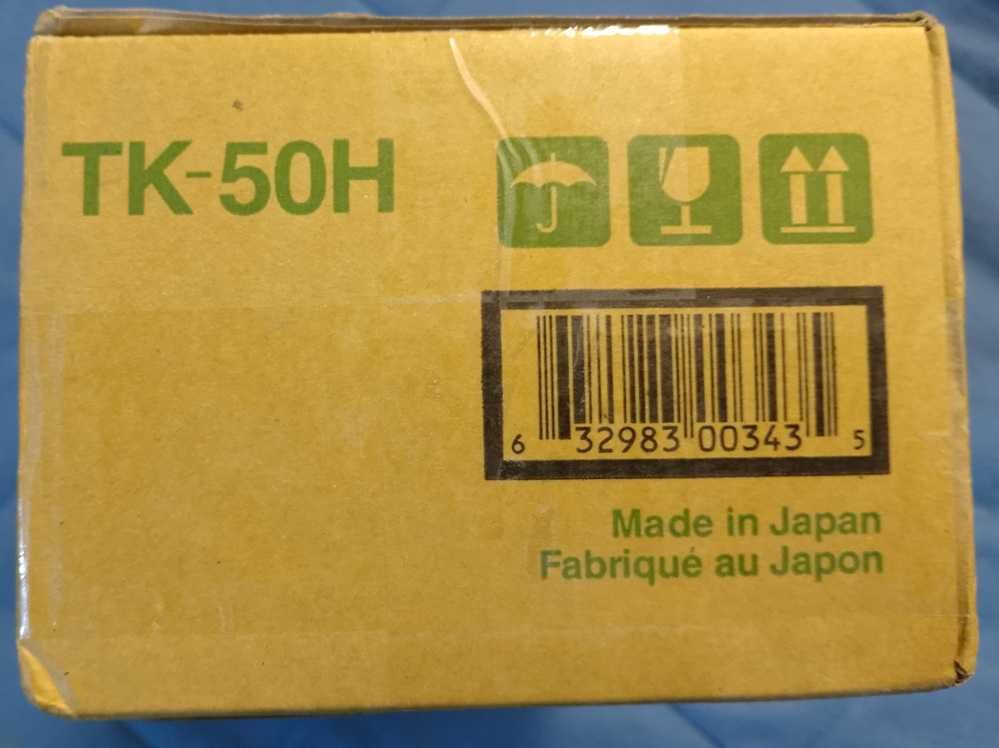 TK-50H
6 32983 00343 5
Made in Japan
Fabriqué au Japon